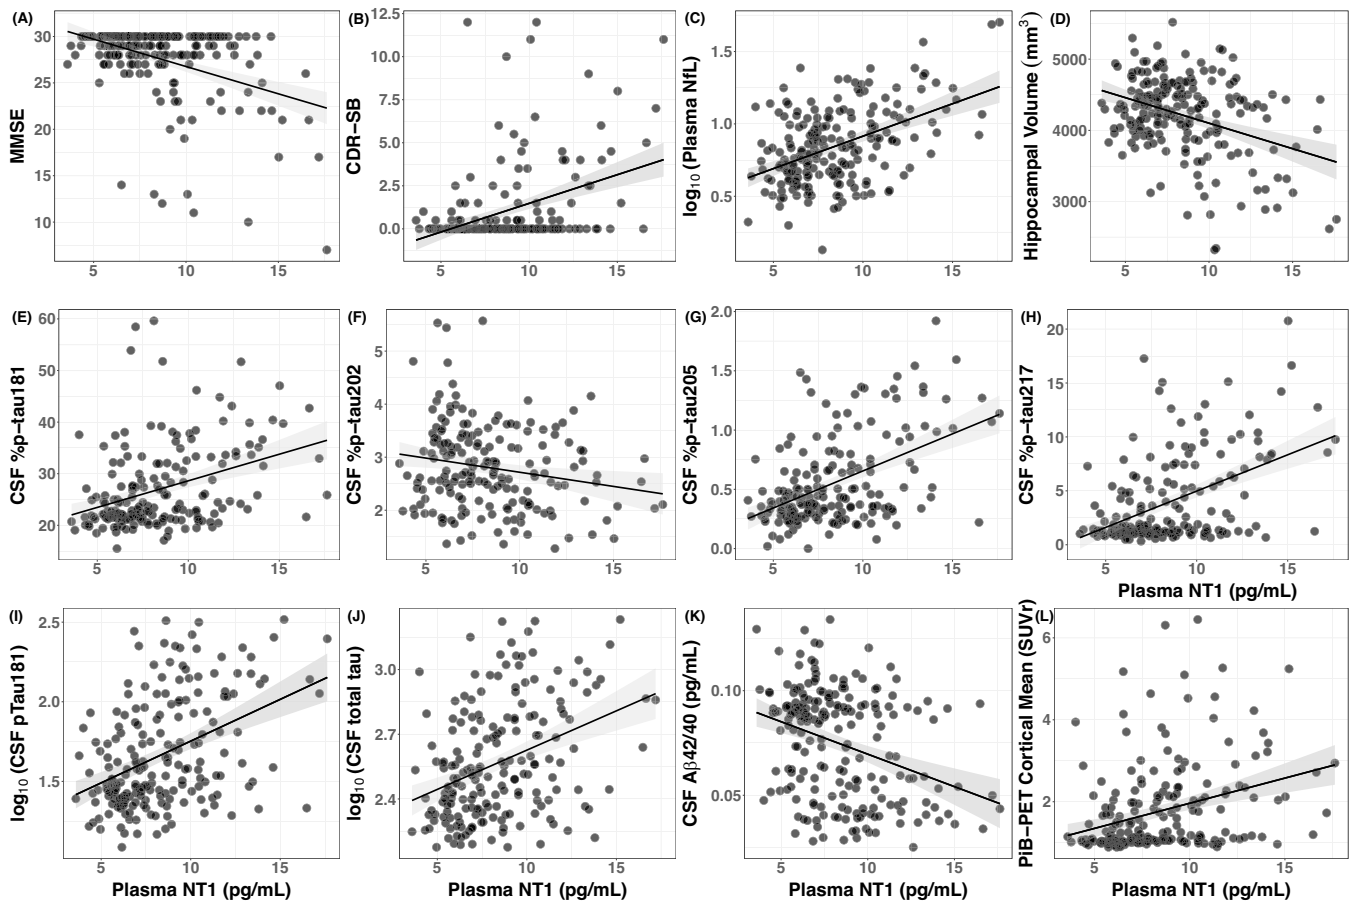 (A)
MMSE
30
25
20
15
10
5
10
15
(B)
CDR−SB
12.5
10.0
7.5
5.0
2.5
0.0
5
10
15
(C)
log10 (Plasma NfL)
1.5
1.0
0.5
5
10
15
(D)
Hippocampal Volume (mm3)
5000
4000
3000
5
10
15
(E)
CSF %p−tau181
60
50
40
30
20
5
10
15
(F)
CSF %p−tau202
5
4
3
2
5
10
15
(G)
CSF %p−tau205
2.0
1.5
1.0
0.5
0.0
5
10
15
(H)
CSF %p−tau217
20
15
10
5
0
5
10
15
Plasma NT1 (pg/mL)
(I)
log10 (CSF pTau181)
2.5
2.0
1.5
5
10
15
Plasma NT1 (pg/mL)
(J)
log10 (CSF total tau)
3.0
2.7
2.4
5
10
15
Plasma NT1 (pg/mL)
(K)
CSF Aβ42/40 (pg/mL)
0.10
0.05
5
10
15
Plasma NT1 (pg/mL)
(L)
PiB−PET Cortical Mean (SUVr)
6
4
2
5
10
15
Plasma NT1 (pg/mL)